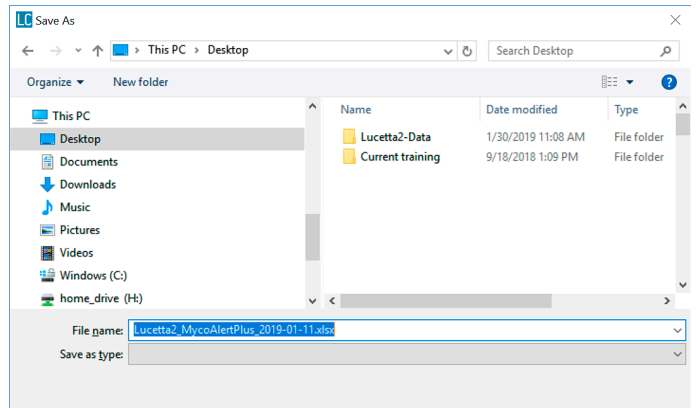 LC Save As
This PC > Desktop
Search Desktop
Organize
New folder
?
This PC
Desktop
Documents
Downloads
Music
Pictures
Videos
Windows (C:)
home_drive (H:)
Name Date modified Type
Lucetta2-Data 1/30/2019 11:08 AM File folder
Current training 9/18/2018 1:09 PM File folder
File name: Lucetta2_MycoAlertPlus_2019-01-11.xlsx
Save as type: